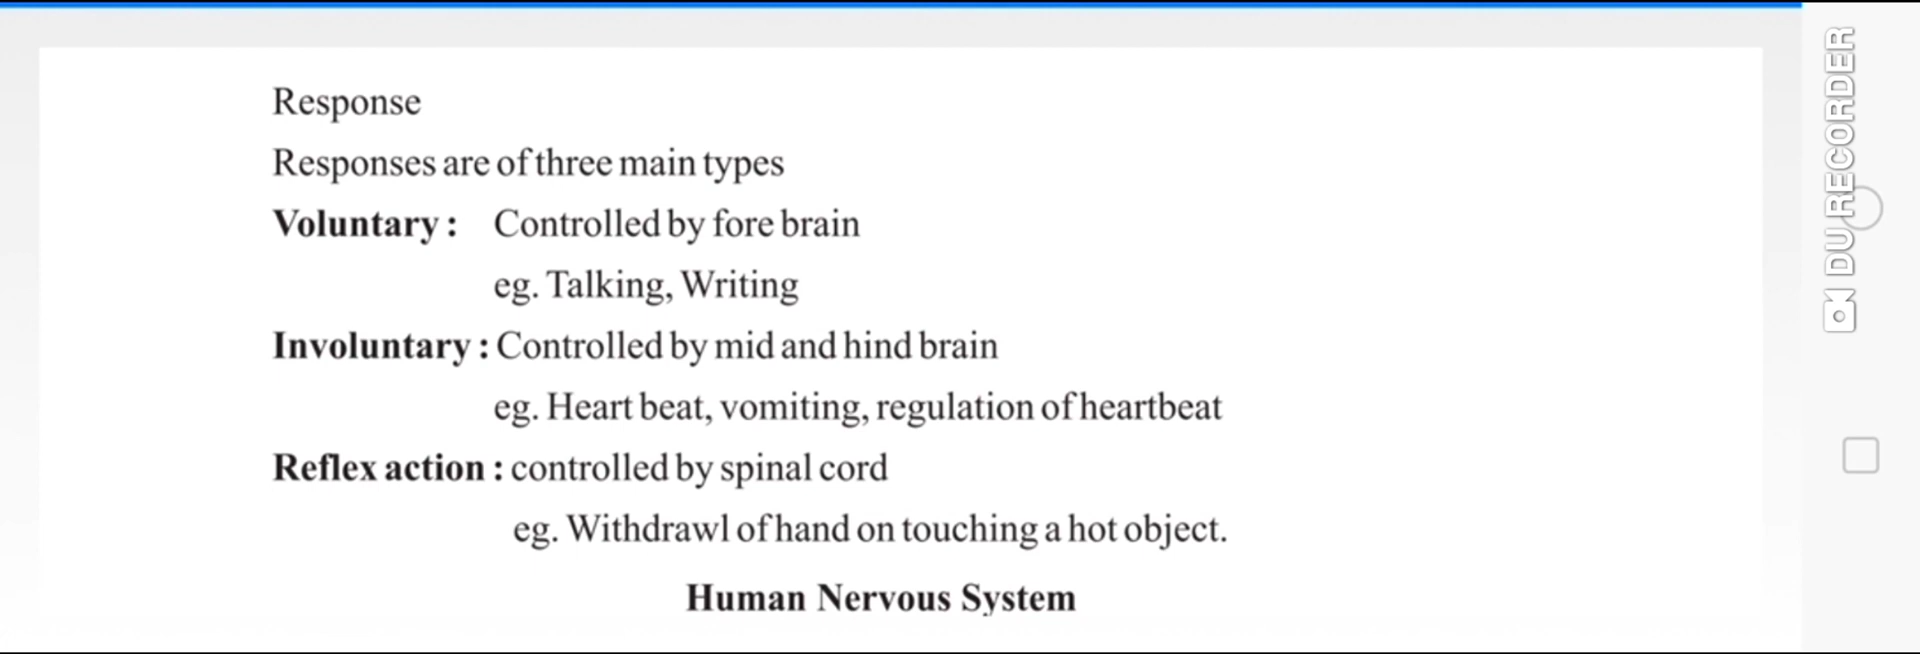 Response
Responses are of three main types
Voluntary : Controlled by fore brain
eg. Talking, Writing
Involuntary : Controlled by mid and hind brain
eg. Heart beat, vomiting, regulation of heartbeat
Reflex action : controlled by spinal cord
eg. Withdrawl of hand on touching a hot object.
Human Nervous System
DU RECORDER